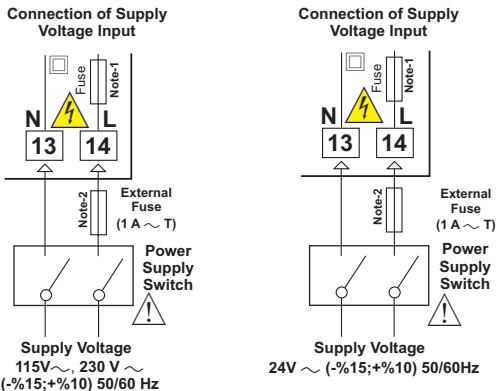 Connection of Supply
Voltage Input
Fuse
Note-1
N
L
13
14
Note-2
External
Fuse
(1 A ~ T)
Power
Supply
Switch
Supply Voltage
115V~, 230 V ~
(-%15;+%10) 50/60 Hz
Connection of Supply
Voltage Input
Fuse
Note-1
N
L
13
14
Note-2
External
Fuse
(1 A ~ T)
Power
Supply
Switch
Supply Voltage
24V ~ (-%15;+%10) 50/60Hz